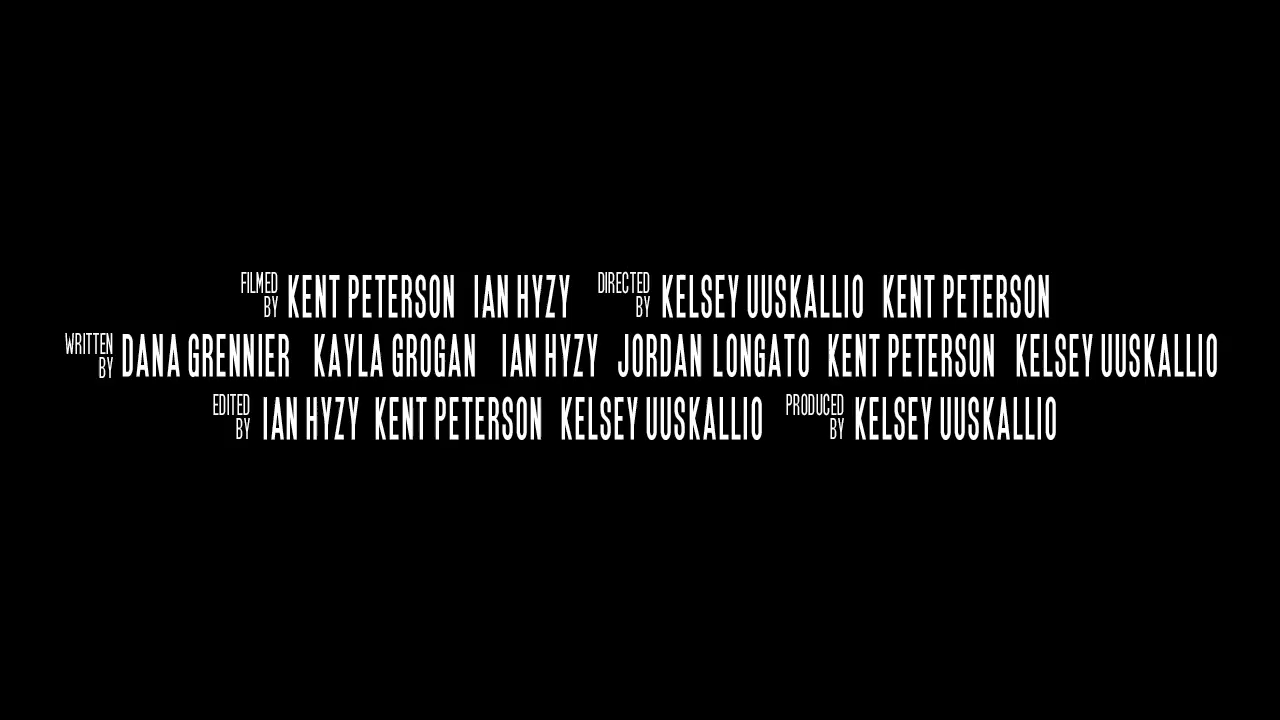 FILMED BY KENT PETERSON IAN HYZY DIRECTED BY KELSEY UUSKALLIO KENT PETERSON
WRITTEN BY DANA GRENNIER KAYLA GROGAN IAN HYZY JORDAN LONGATO KENT PETERSON KELSEY UUSKALLIO
EDITED BY IAN HYZY KENT PETERSON KELSEY UUSKALLIO PRODUCED BY KELSEY UUSKALLIO